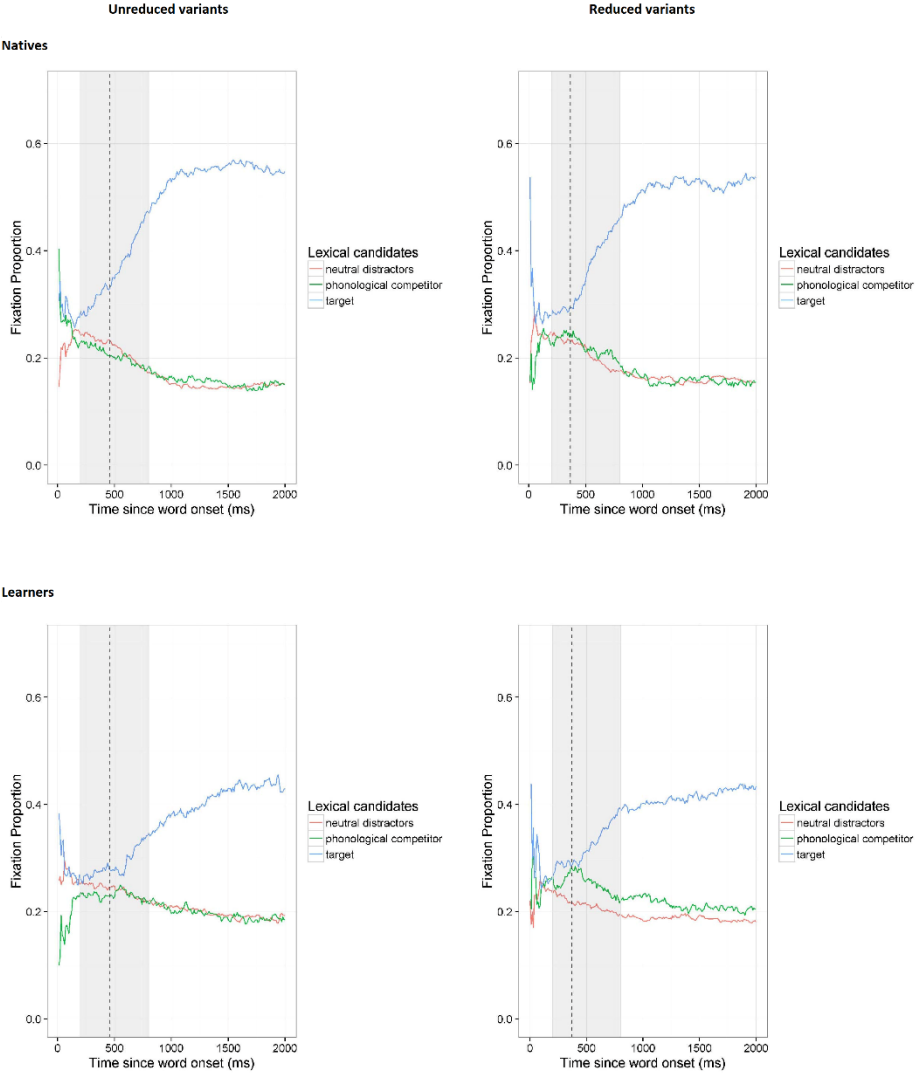 Unreduced variants
Reduced variants
Natives
0.6
0.4
0.2
0.0
Fixation Proportion
0 500 1000 1500 2000
Time since word onset (ms)
Lexical candidates
neutral distractors
phonological competitor
target
0.6
0.4
0.2
0.0
Fixation Proportion
0 500 1000 1500 2000
Time since word onset (ms)
Lexical candidates
neutral distractors
phonological competitor
target
Learners
0.6
0.4
0.2
0.0
Fixation Proportion
0 500 1000 1500 2000
Time since word onset (ms)
Lexical candidates
neutral distractors
phonological competitor
target
0.6
0.4
0.2
0.0
Fixation Proportion
0 500 1000 1500 2000
Time since word onset (ms)
Lexical candidates
neutral distractors
phonological competitor
target